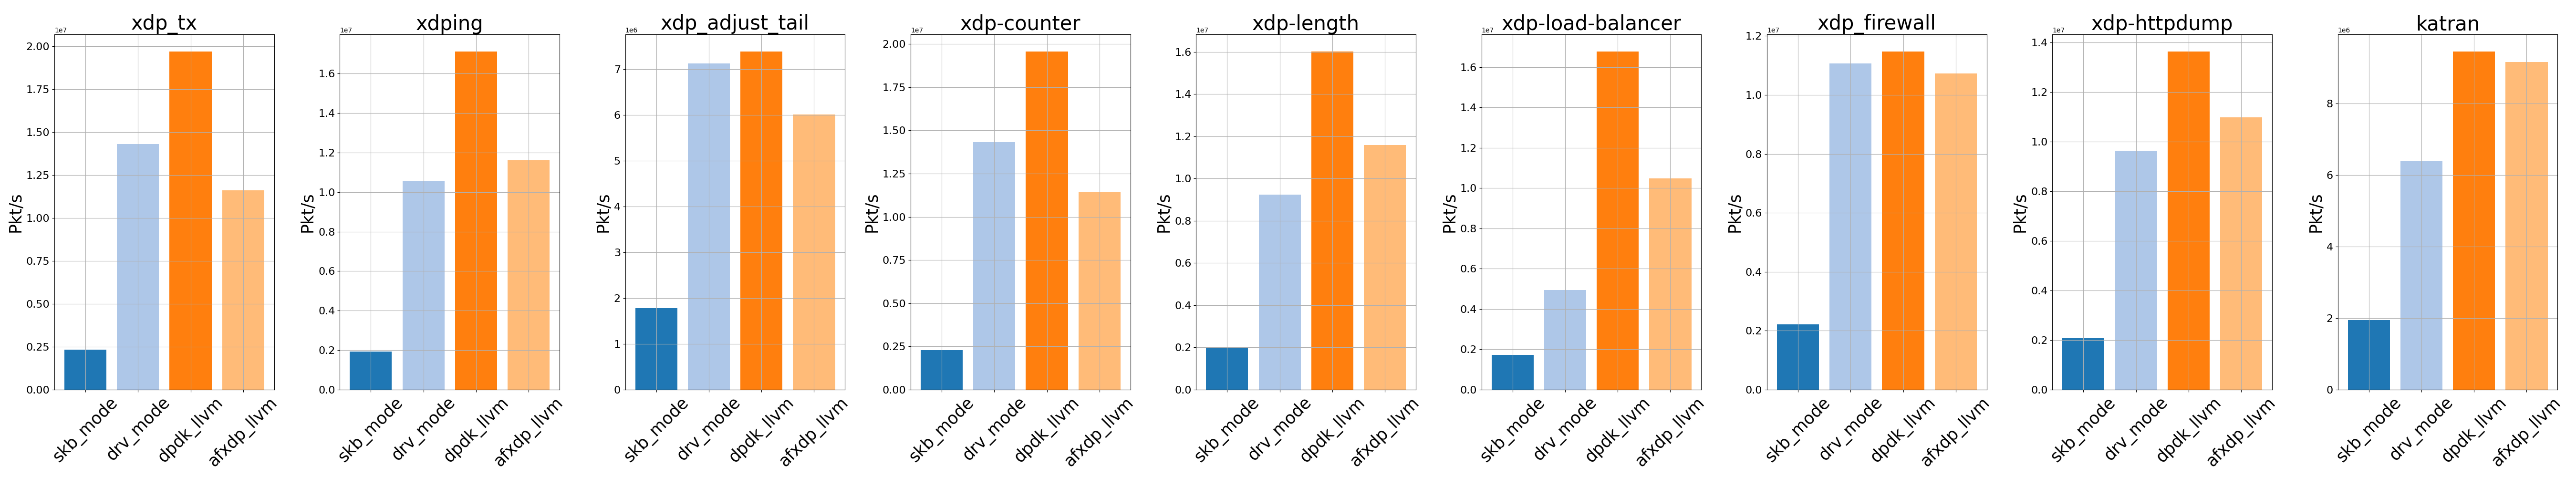 xdp_tx
1e7
Pkt/s
2.00
1.75
1.50
1.25
1.00
0.75
0.50
0.25
0.00
skb_mode
drv_mode
dpdk_llvm
afxdp_llvm
xdping
1e7
Pkt/s
1.6
1.4
1.2
1.0
0.8
0.6
0.4
0.2
0.0
skb_mode
drv_mode
dpdk_llvm
afxdp_llvm
xdp_adjust_tail
1e6
Pkt/s
7
6
5
4
3
2
1
0
skb_mode
drv_mode
dpdk_llvm
afxdp_llvm
xdp-counter
1e7
Pkt/s
2.00
1.75
1.50
1.25
1.00
0.75
0.50
0.25
0.00
skb_mode
drv_mode
dpdk_llvm
afxdp_llvm
xdp-length
1e7
Pkt/s
1.6
1.4
1.2
1.0
0.8
0.6
0.4
0.2
0.0
skb_mode
drv_mode
dpdk_llvm
afxdp_llvm
xdp-load-balancer
1e7
Pkt/s
1.6
1.4
1.2
1.0
0.8
0.6
0.4
0.2
0.0
skb_mode
drv_mode
dpdk_llvm
afxdp_llvm
xdp_firewall
1e7
Pkt/s
1.2
1.0
0.8
0.6
0.4
0.2
0.0
skb_mode
drv_mode
dpdk_llvm
afxdp_llvm
xdp-httpdump
1e7
Pkt/s
1.4
1.2
1.0
0.8
0.6
0.4
0.2
0.0
skb_mode
drv_mode
dpdk_llvm
afxdp_llvm
katran
1e6
Pkt/s
8
6
4
2
0
skb_mode
drv_mode
dpdk_llvm
afxdp_llvm